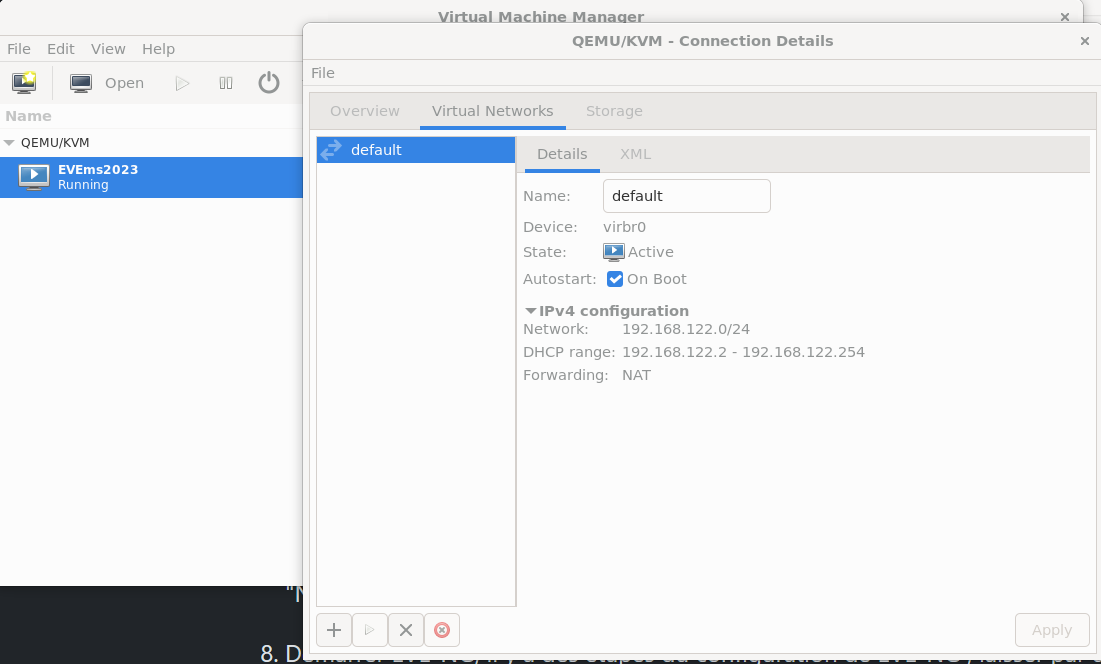 Virtual Machine Manager
File Edit View Help
Open
Name
QEMU/KVM
EVEms2023
Running
QEMU/KVM - Connection Details
File
Overview Virtual Networks Storage
default
Details XML
Name: default
Device: virbr0
State: Active
Autostart: On Boot
IPv4 configuration
Network: 192.168.122.0/24
DHCP range: 192.168.122.2 - 192.168.122.254
Forwarding: NAT
Apply
8.